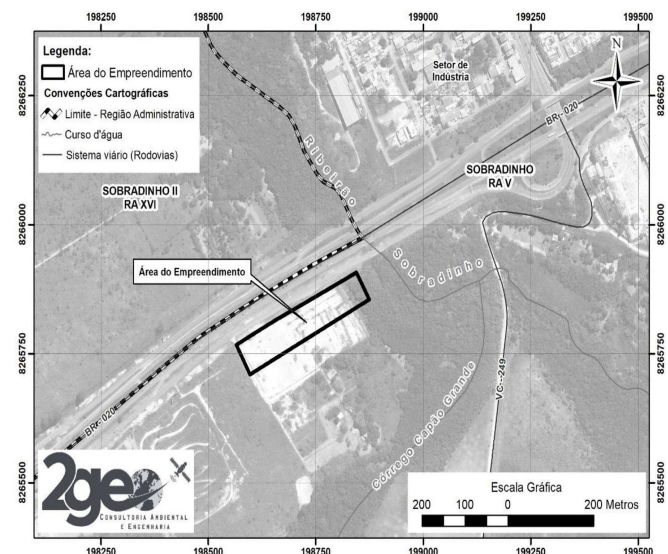 198250 198500 198750 199000 199250 199500
Legenda:
Área do Empreendimento
Convenções Cartográficas
Limite - Região Administrativa
Curso d'água
Sistema viário (Rodovias)
Setor de
Indústria
N
BR--020
Ribeirão
SOBRADINHO II
RA XVI
SOBRADINHO
RA V
Sobradinho
Área do Empreendimento
Córrego Capão Grande
VC--249
BR--020
8266250
8266000
8265750
8265500
8266250
8266000
8265750
8265500
2geo
CONSULTORIA AMBIENTAL
E ENGENHARIA
Escala Gráfica
200 100 0 200 Metros
198250 198500 198750 199000 199250 199500